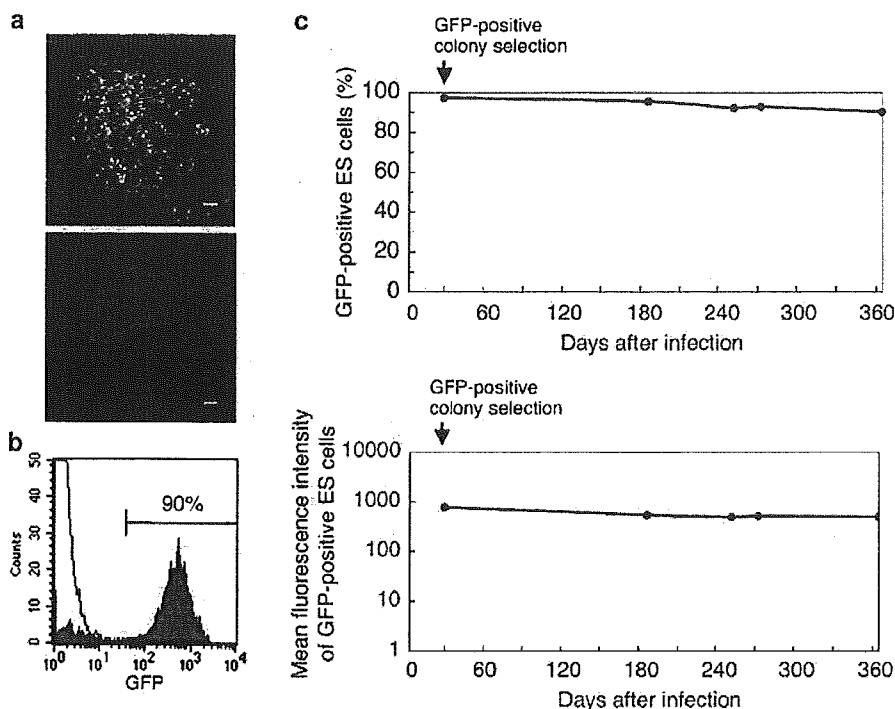 a
c
GFP-positive
colony selection
GFP-positive ES cells (%)
100
80
60
40
20
0
60 120 180 240 300 360
Days after infection
b
50
40
30
20
10
0
Counts
90%
10^0 10^1 10^2 10^3 10^4
GFP
GFP-positive
colony selection
Mean fluorescence intensity
of GFP-positive ES cells
10000
1000
100
10
1
0 60 120 180 240 300 360
Days after infection